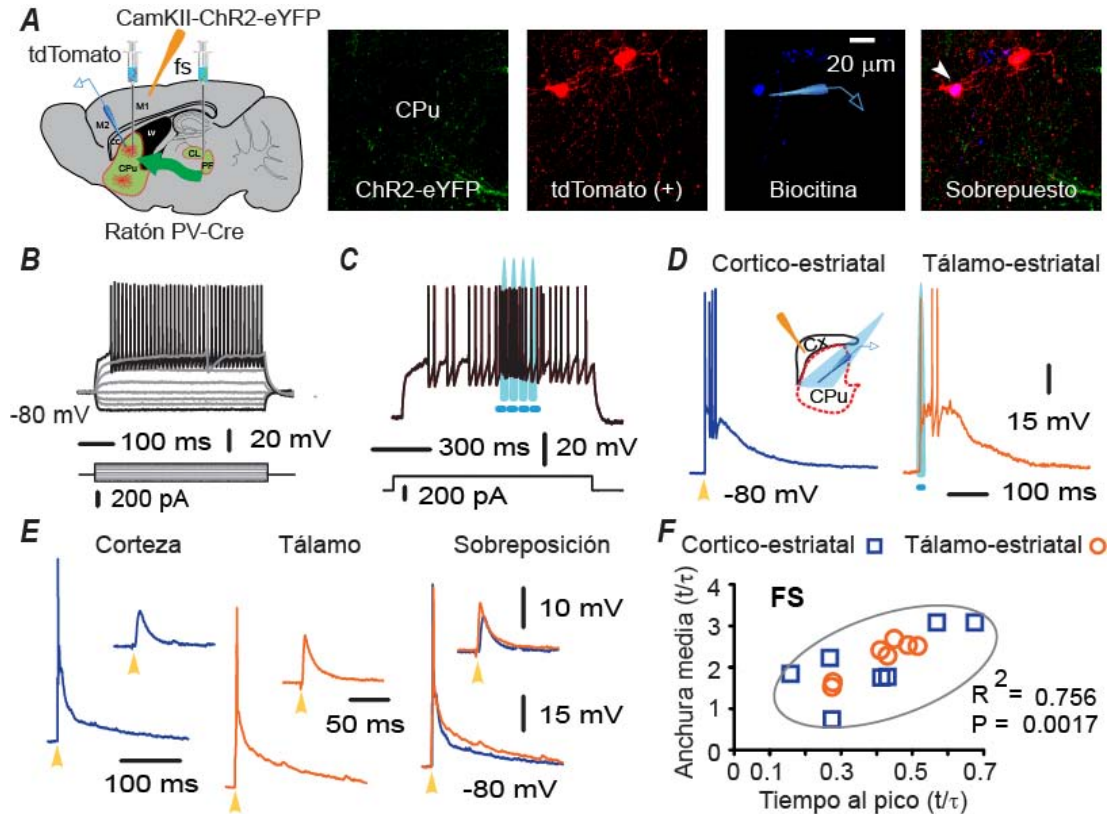 A
CamKII-ChR2-eYFP
tdTomato
fs
M1
M2
CC
LV
CPu
CL
PF
Ratón PV-Cre
CPu
ChR2-eYFP
tdTomato (+)
20 µm
Biocitina
Sobrepuesto
B
-80 mV
100 ms
20 mV
200 pA
C
300 ms
20 mV
200 pA
D
Cortico-estriatal
Tálamo-estriatal
CX
CPu
15 mV
-80 mV
100 ms
E
Corteza
Tálamo
Sobreposición
10 mV
50 ms
15 mV
100 ms
-80 mV
F
Cortico-estriatal
Tálamo-estriatal
Anchura media (t/τ)
4
3
2
1
0
FS
R² = 0.756
P = 0.0017
0 0.1 0.3 0.5 0.7
Tiempo al pico (t/τ)